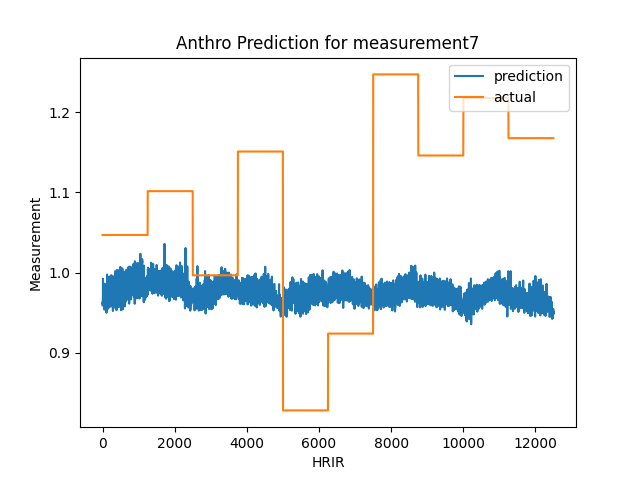 Anthro Prediction for measurement7
prediction
actual
1.2
1.1
1.0
0.9
Measurement
0
2000
4000
6000
8000
10000
12000
HRIR